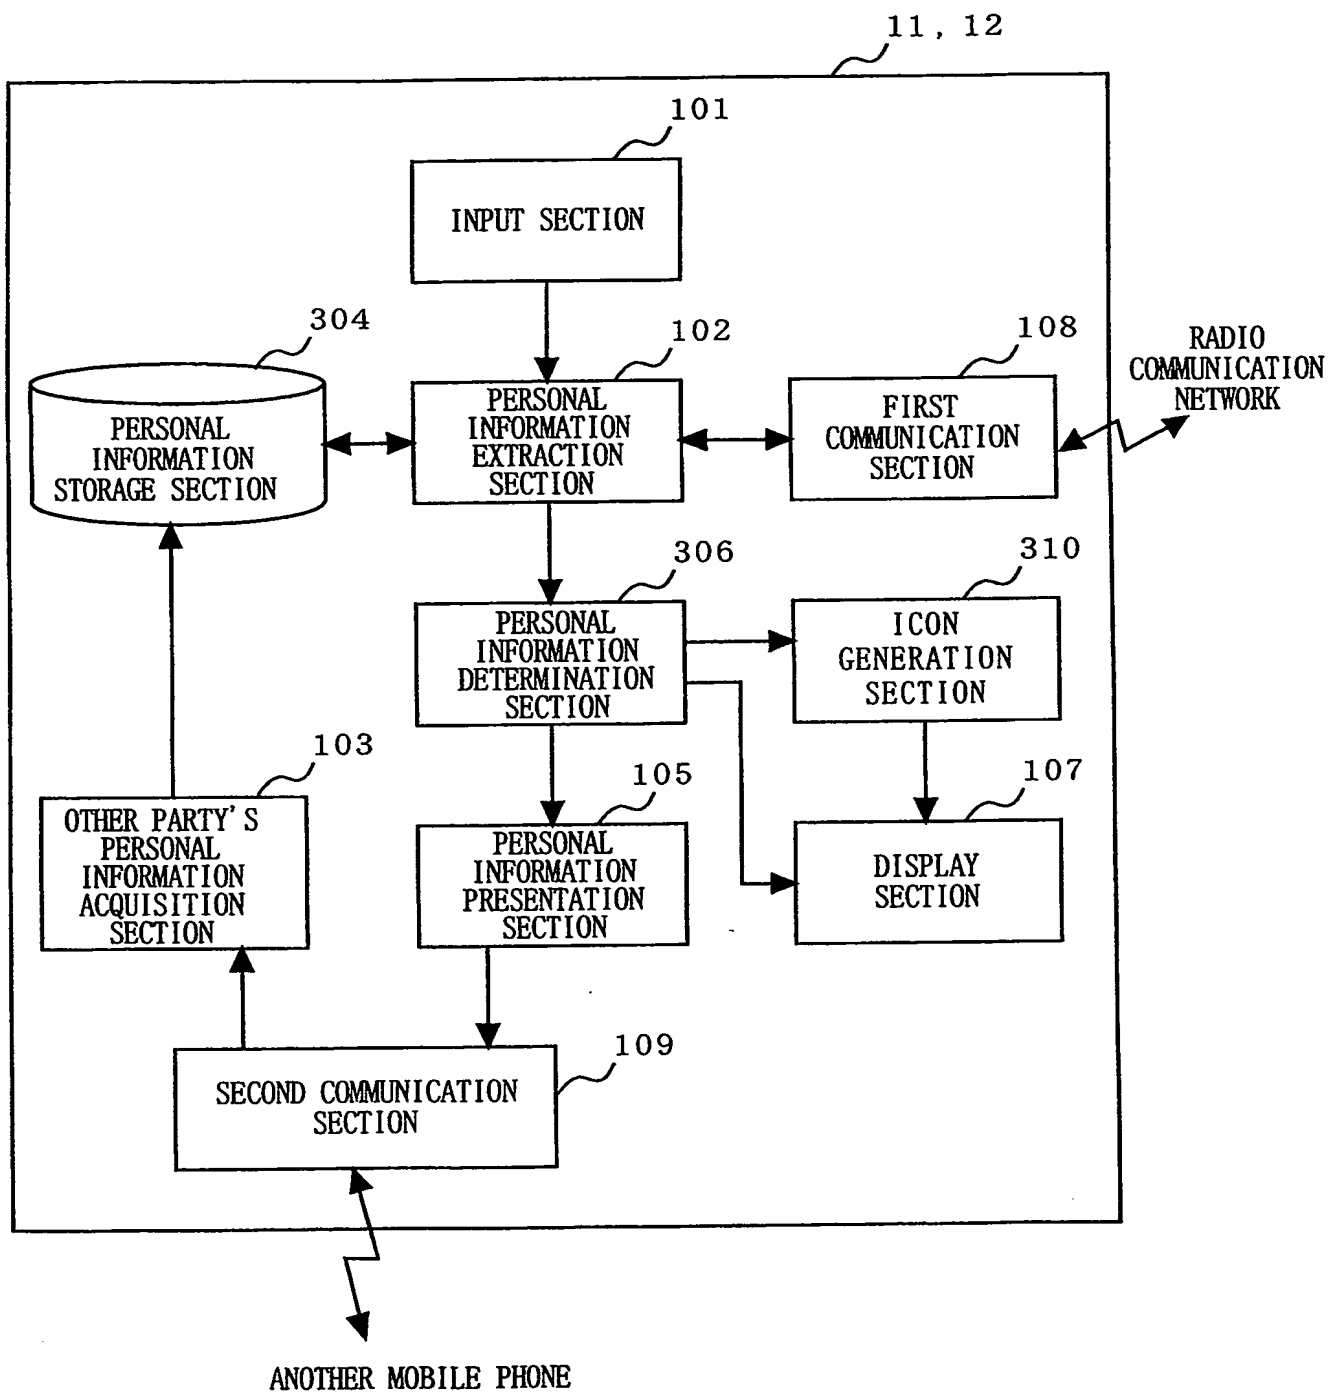 11, 12
101
INPUT SECTION
304
102
108
RADIO
COMMUNICATION
NETWORK
PERSONAL
INFORMATION
STORAGE SECTION
PERSONAL
INFORMATION
EXTRACTION
SECTION
FIRST
COMMUNICATION
SECTION
306
310
PERSONAL
INFORMATION
DETERMINATION
SECTION
ICON
GENERATION
SECTION
103
105
107
OTHER PARTY'S
PERSONAL
INFORMATION
ACQUISITION
SECTION
PERSONAL
INFORMATION
PRESENTATION
SECTION
DISPLAY
SECTION
109
SECOND COMMUNICATION
SECTION
ANOTHER MOBILE PHONE